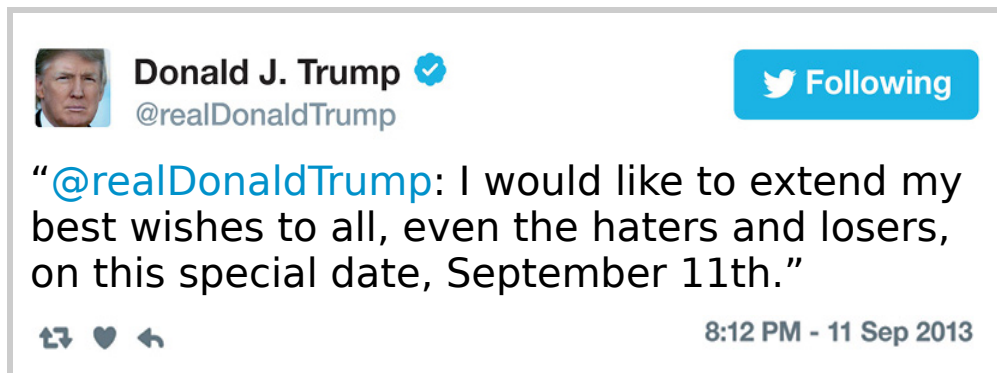 Donald J. Trump
Following
@realDonaldTrump
“@realDonaldTrump: I would like to extend my
best wishes to all, even the haters and losers,
on this special date, September 11th.”
8:12 PM - 11 Sep 2013